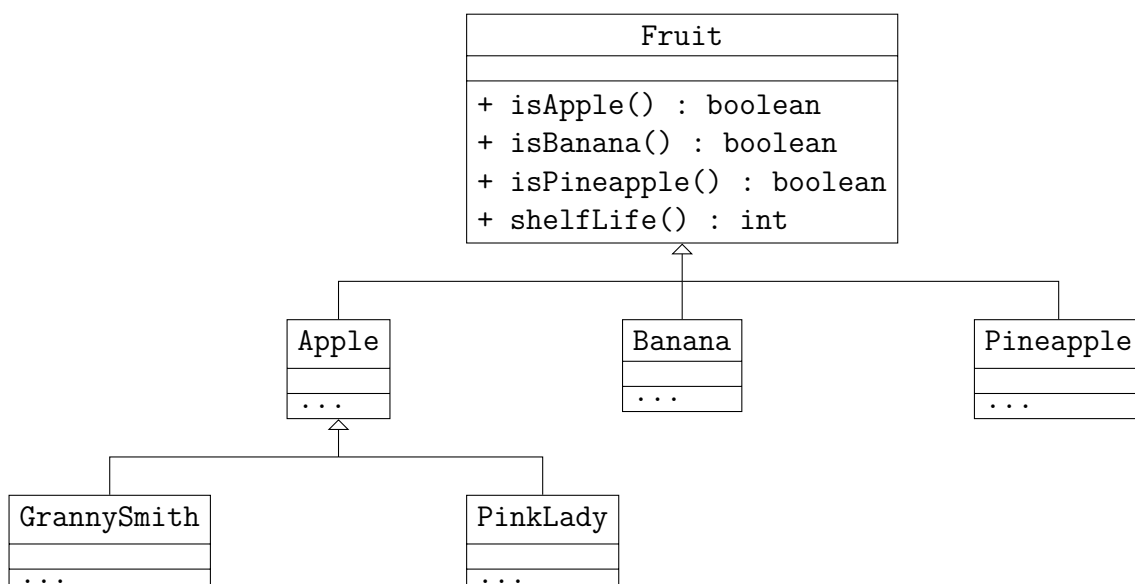 Fruit
+ isApple() : boolean
+ isBanana() : boolean
+ isPineapple() : boolean
+ shelfLife() : int
Apple
...
Banana
...
Pineapple
...
GrannySmith
...
PinkLady
...